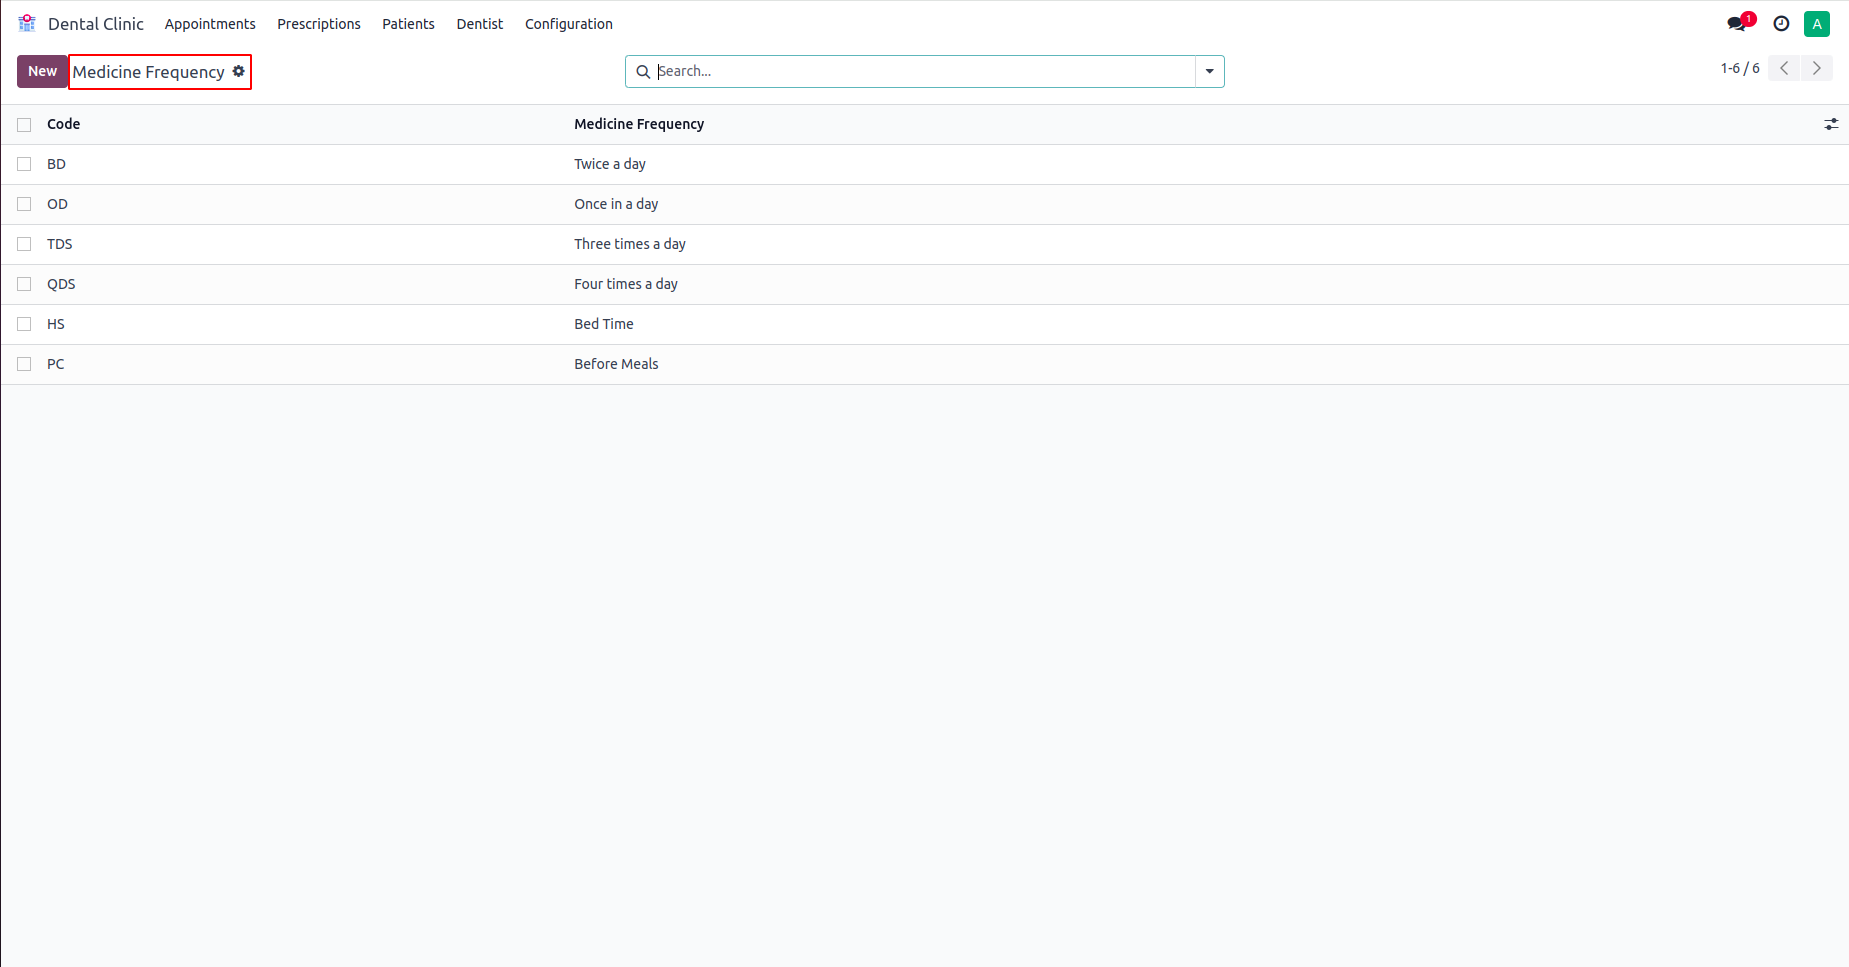 Dental Clinic Appointments Prescriptions Patients Dentist Configuration 1 A
New Medicine Frequency Search... 1-6 / 6
Code Medicine Frequency
BD Twice a day
OD Once in a day
TDS Three times a day
QDS Four times a day
HS Bed Time
PC Before Meals